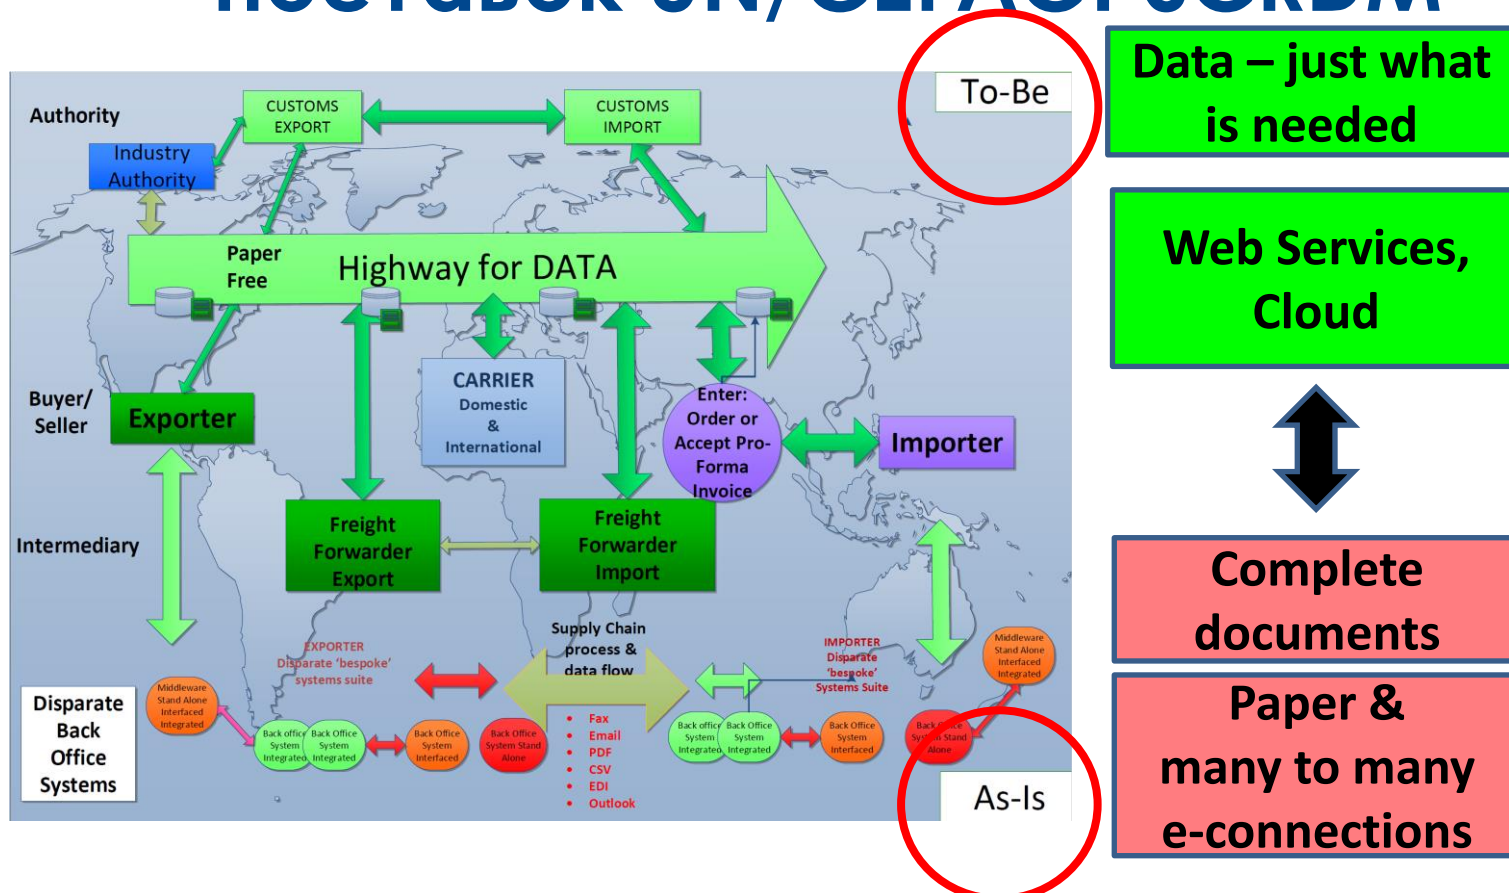 To-Be
Data – just what
is needed
Authority
CUSTOMS
EXPORT
CUSTOMS
IMPORT
Industry
Authority
Web Services,
Cloud
Paper
Free
Highway for DATA
CARRIER
Domestic
&
International
Buyer/
Seller
Exporter
Enter:
Order or
Accept Pro-
Forma
Invoice
Importer
Intermediary
Freight
Forwarder
Export
Freight
Forwarder
Import
Complete
documents
Supply Chain
process &
data flow
EXPORTER
Disparate 'bespoke'
systems suite
IMPORTER
Disparate
'bespoke'
Systems Suite
Middleware
Stand Alone
Interfaced
Integrated
Disparate
Back
Office
Systems
Middleware
Stand Alone
Interfaced
Integrated
Back office
System
Integrated
Back Office
System
Integrated
Back Office
System
Interfaced
Back Office
System Stand
Alone
• Fax
• Email
• PDF
• CSV
• EDI
• Outlook
Back office
System
Integrated
Back Office
System
Integrated
Back Office
System
Interfaced
Back Office
System Stand
Alone
As-Is
Paper &
many to many
e-connections